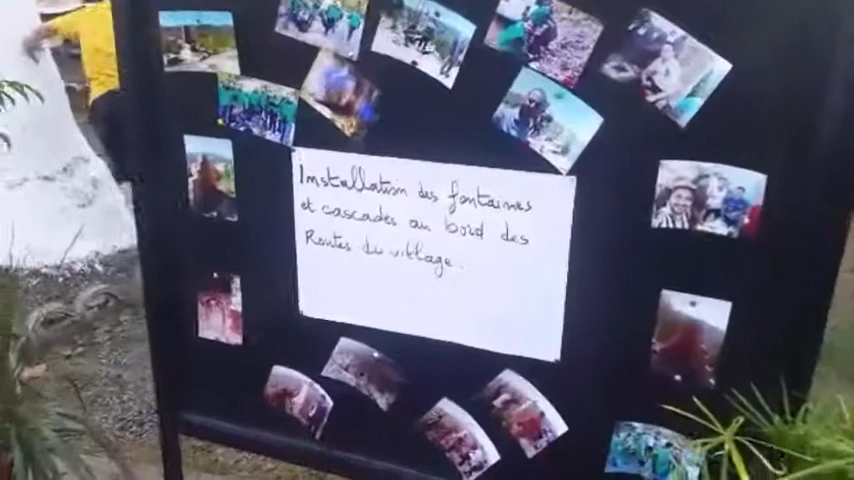 Installation des fontaines
et cascades au bord des
Routes du village..